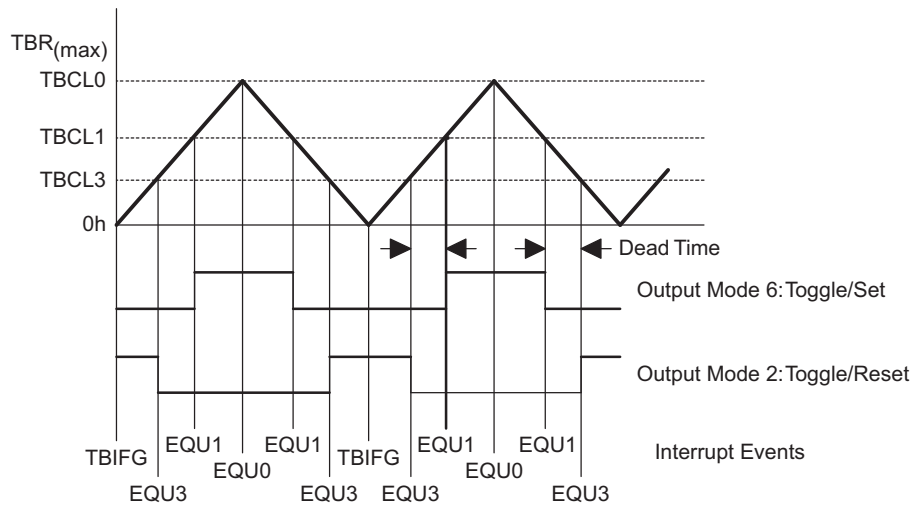 TBR(max)
TBCL0
TBCL1
TBCL3
0h
Dead Time
Output Mode 6:Toggle/Set
Output Mode 2:Toggle/Reset
EQU1 EQU1 EQU1 EQU1 Interrupt Events
TBIFG TBIFG
EQU0 EQU0
EQU3 EQU3 EQU3 EQU3